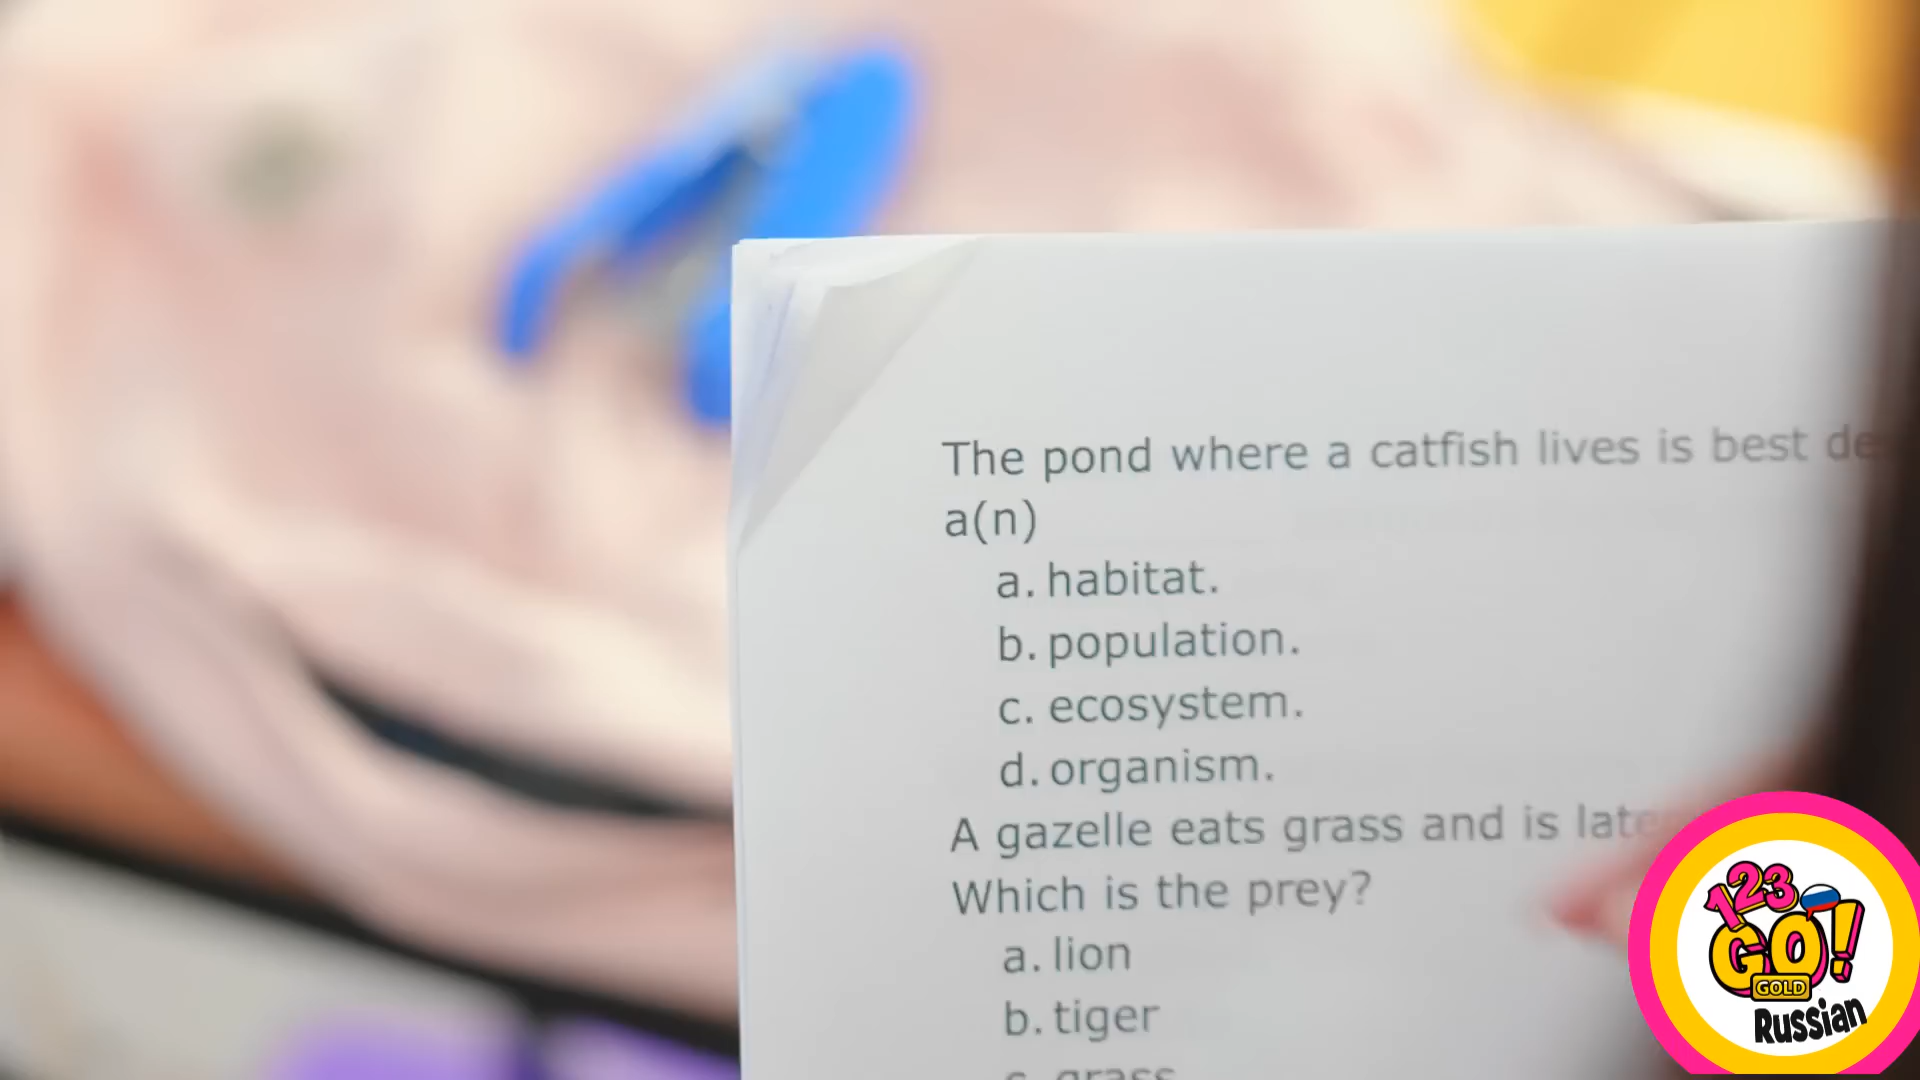 The pond where a catfish lives is best de
a(n)
a. habitat.
b. population.
c. ecosystem.
d. organism.
A gazelle eats grass and is late
Which is the prey?
a. lion
b. tiger
c. grass
123
GO!
GOLD
Russian